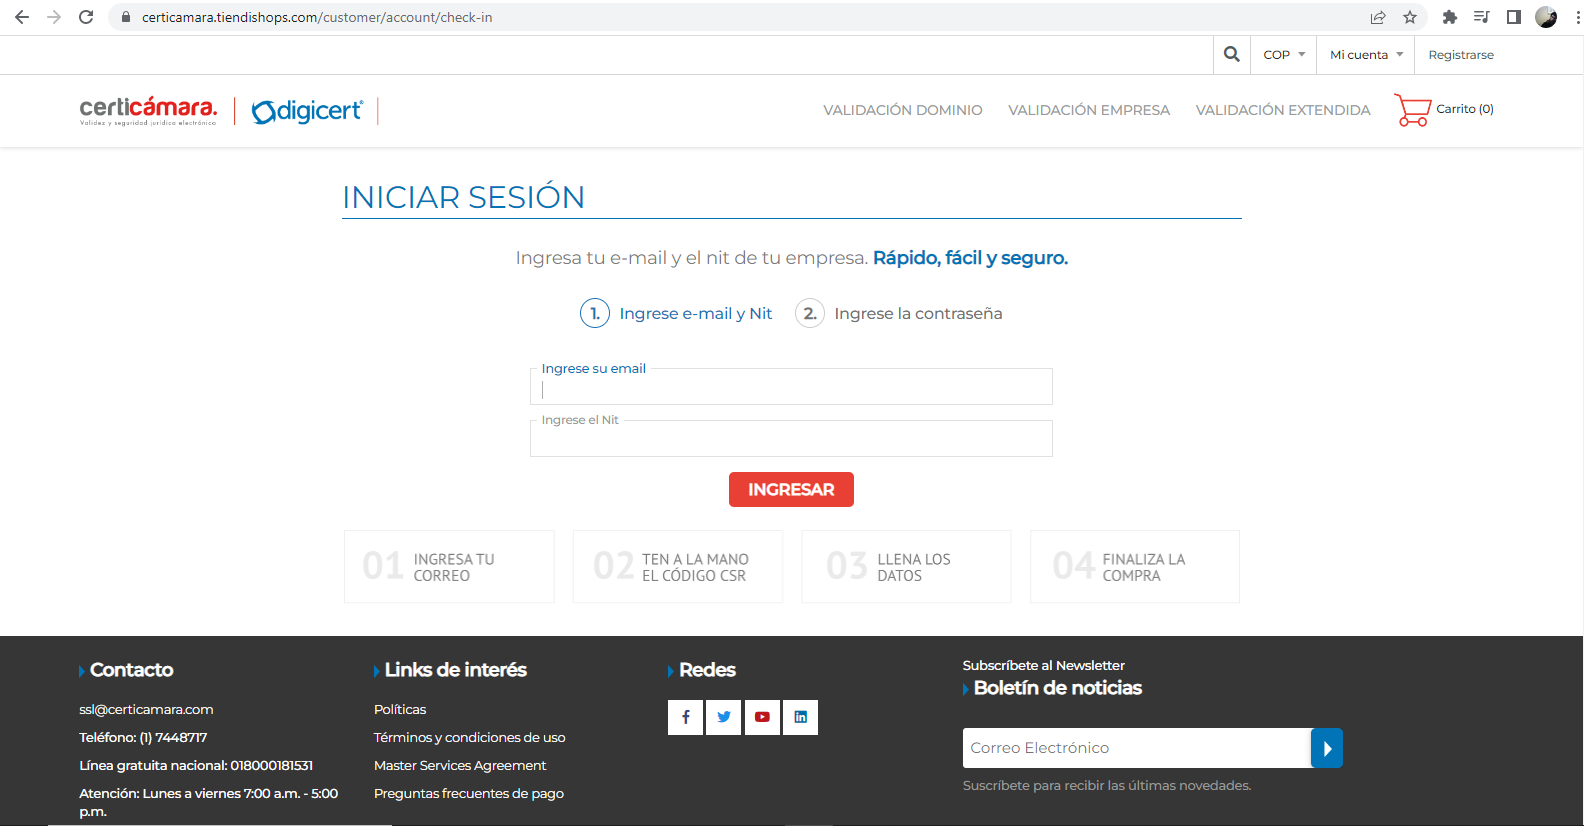 certicamara.tiendishops.com/customer/account/check-in
COP
Mi cuenta
Registrarse
certicámara.
Validez y seguridad jurídica electrónica
digicert
VALIDACIÓN DOMINIO
VALIDACIÓN EMPRESA
VALIDACIÓN EXTENDIDA
Carrito (0)
INICIAR SESIÓN
Ingresa tu e-mail y el nit de tu empresa. Rápido, fácil y seguro.
1. Ingrese e-mail y Nit
2. Ingrese la contraseña
Ingrese su email
Ingrese el Nit
INGRESAR
01 INGRESA TU
CORREO
02 TEN A LA MANO
EL CÓDIGO CSR
03 LLENA LOS
DATOS
04 FINALIZA LA
COMPRA
Contacto
ssl@certicamara.com
Teléfono: (1) 7448717
Línea gratuita nacional: 018000181531
Atención: Lunes a viernes 7:00 a.m. - 5:00
p.m.
Links de interés
Políticas
Términos y condiciones de uso
Master Services Agreement
Preguntas frecuentes de pago
Redes
Subscríbete al Newsletter
Boletín de noticias
Correo Electrónico
Suscríbete para recibir las últimas novedades.